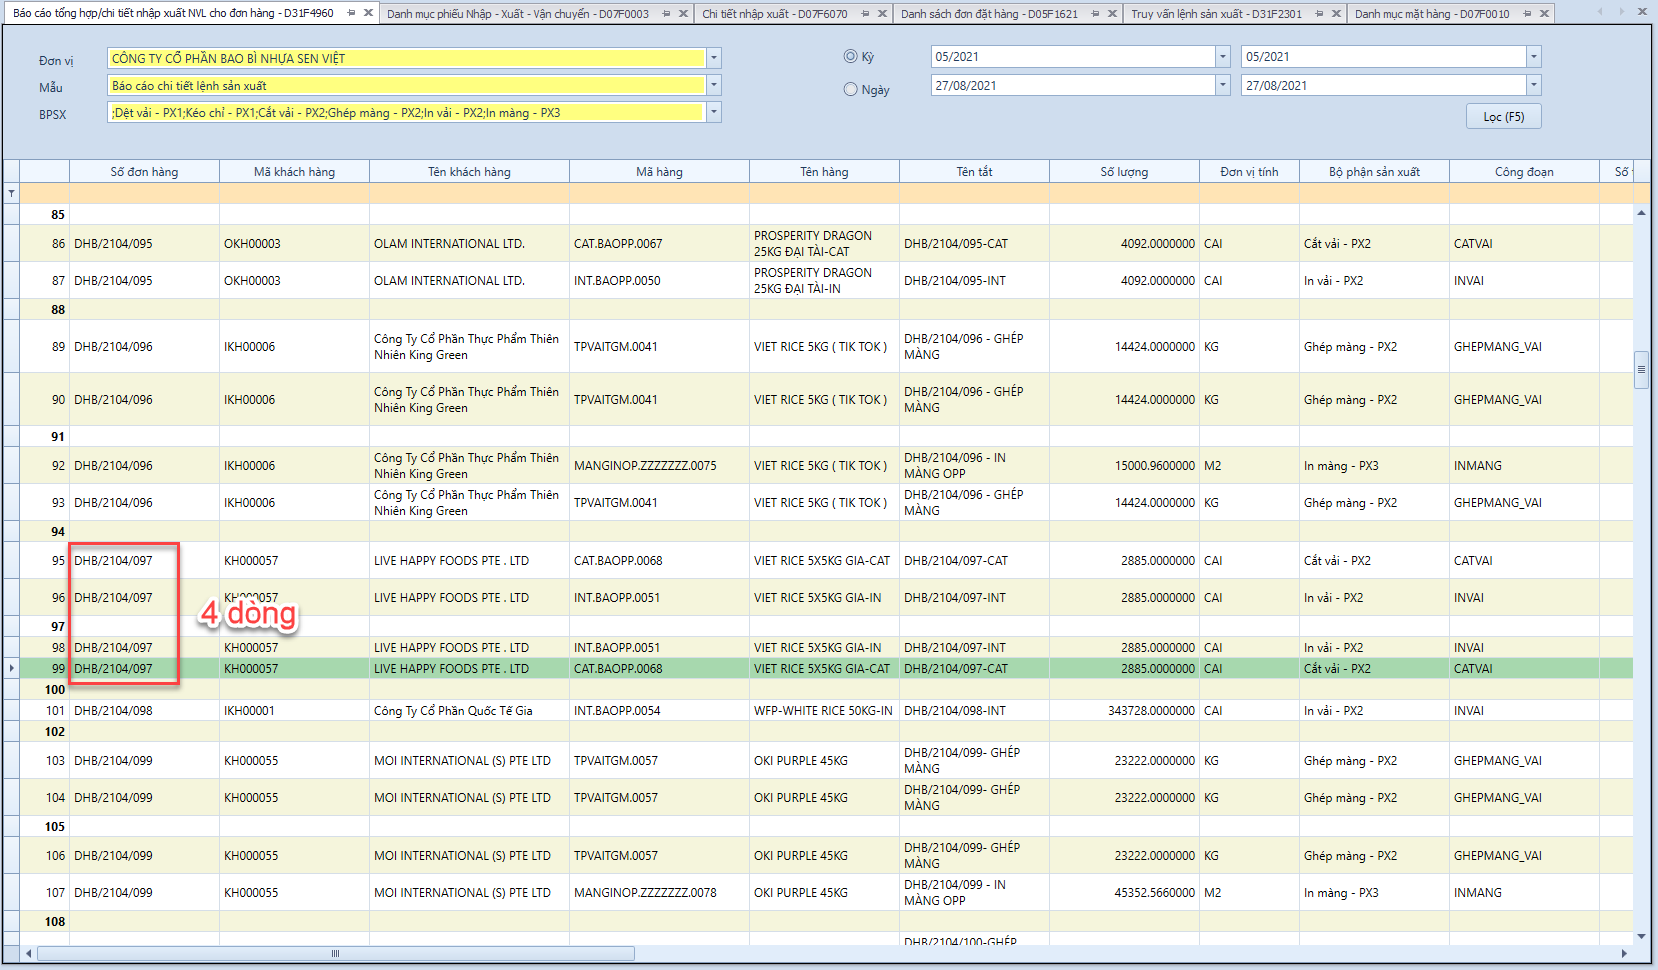 Báo cáo tổng hợp/chi tiết nhập xuất NVL cho đơn hàng - D31F4960
Danh mục phiếu Nhập - Xuất - Vận chuyển - D07F0003
Chi tiết nhập xuất - D07F6070
Danh sách đơn đặt hàng - D05F1621
Truy vấn lệnh sản xuất - D31F2301
Danh mục mặt hàng - D07F0010
Đơn vị CÔNG TY CỔ PHẦN BAO BÌ NHỰA SEN VIỆT Kỳ 05/2021 05/2021
Mẫu Báo cáo chi tiết lệnh sản xuất Ngày 27/08/2021 27/08/2021
BPSX ;Dệt vải - PX1;Kéo chỉ - PX1;Cắt vải - PX2;Ghép màng - PX2;In vải - PX2;In màng - PX3
Lọc (F5)
Số đơn hàng Mã khách hàng Tên khách hàng Mã hàng Tên hàng Tên tắt Số lượng Đơn vị tính Bộ phận sản xuất Công đoạn Số
85
86 DHB/2104/095 OKH00003 OLAM INTERNATIONAL LTD. CAT.BAOPP.0067 PROSPERITY DRAGON 25KG ĐẠI TÀI-CAT DHB/2104/095-CAT 4092.0000000 CAI Cắt vải - PX2 CATVAI
87 DHB/2104/095 OKH00003 OLAM INTERNATIONAL LTD. INT.BAOPP.0050 PROSPERITY DRAGON 25KG ĐẠI TÀI-IN DHB/2104/095-INT 4092.0000000 CAI In vải - PX2 INVAI
88
89 DHB/2104/096 IKH00006 Công Ty Cổ Phần Thực Phẩm Thiên Nhiên King Green TPVAITGM.0041 VIET RICE 5KG ( TIK TOK ) DHB/2104/096 - GHÉP MÀNG 14424.0000000 KG Ghép màng - PX2 GHEPMANG_VAI
90 DHB/2104/096 IKH00006 Công Ty Cổ Phần Thực Phẩm Thiên Nhiên King Green TPVAITGM.0041 VIET RICE 5KG ( TIK TOK ) DHB/2104/096 - GHÉP MÀNG 14424.0000000 KG Ghép màng - PX2 GHEPMANG_VAI
91
92 DHB/2104/096 IKH00006 Công Ty Cổ Phần Thực Phẩm Thiên Nhiên King Green MANGINOP.ZZZZZZZ.0075 VIET RICE 5KG ( TIK TOK ) DHB/2104/096 - IN MÀNG OPP 15000.9600000 M2 In màng - PX3 INMANG
93 DHB/2104/096 IKH00006 Công Ty Cổ Phần Thực Phẩm Thiên Nhiên King Green TPVAITGM.0041 VIET RICE 5KG ( TIK TOK ) DHB/2104/096 - GHÉP MÀNG 14424.0000000 KG Ghép màng - PX2 GHEPMANG_VAI
94
95 DHB/2104/097 KH000057 LIVE HAPPY FOODS PTE . LTD CAT.BAOPP.0068 VIET RICE 5X5KG GIA-CAT DHB/2104/097-CAT 2885.0000000 CAI Cắt vải - PX2 CATVAI
96 DHB/2104/097 KH000057 LIVE HAPPY FOODS PTE . LTD INT.BAOPP.0051 VIET RICE 5X5KG GIA-IN DHB/2104/097-INT 2885.0000000 CAI In vải - PX2 INVAI
4 dòng
97
98 DHB/2104/097 KH000057 LIVE HAPPY FOODS PTE . LTD INT.BAOPP.0051 VIET RICE 5X5KG GIA-IN DHB/2104/097-INT 2885.0000000 CAI In vải - PX2 INVAI
99 DHB/2104/097 KH000057 LIVE HAPPY FOODS PTE . LTD CAT.BAOPP.0068 VIET RICE 5X5KG GIA-CAT DHB/2104/097-CAT 2885.0000000 CAI Cắt vải - PX2 CATVAI
100
101 DHB/2104/098 IKH00001 Công Ty Cổ Phần Quốc Tế Gia INT.BAOPP.0054 WFP-WHITE RICE 50KG-IN DHB/2104/098-INT 343728.0000000 CAI In vải - PX2 INVAI
102
103 DHB/2104/099 KH000055 MOI INTERNATIONAL (S) PTE LTD TPVAITGM.0057 OKI PURPLE 45KG DHB/2104/099- GHÉP MÀNG 23222.0000000 KG Ghép màng - PX2 GHEPMANG_VAI
104 DHB/2104/099 KH000055 MOI INTERNATIONAL (S) PTE LTD TPVAITGM.0057 OKI PURPLE 45KG DHB/2104/099- GHÉP MÀNG 23222.0000000 KG Ghép màng - PX2 GHEPMANG_VAI
105
106 DHB/2104/099 KH000055 MOI INTERNATIONAL (S) PTE LTD TPVAITGM.0057 OKI PURPLE 45KG DHB/2104/099- GHÉP MÀNG 23222.0000000 KG Ghép màng - PX2 GHEPMANG_VAI
107 DHB/2104/099 KH000055 MOI INTERNATIONAL (S) PTE LTD MANGINOP.ZZZZZZZ.0078 OKI PURPLE 45KG DHB/2104/099 - IN MÀNG OPP 45352.5660000 M2 In màng - PX3 INMANG
108
DHB/2104/100-GHÉP